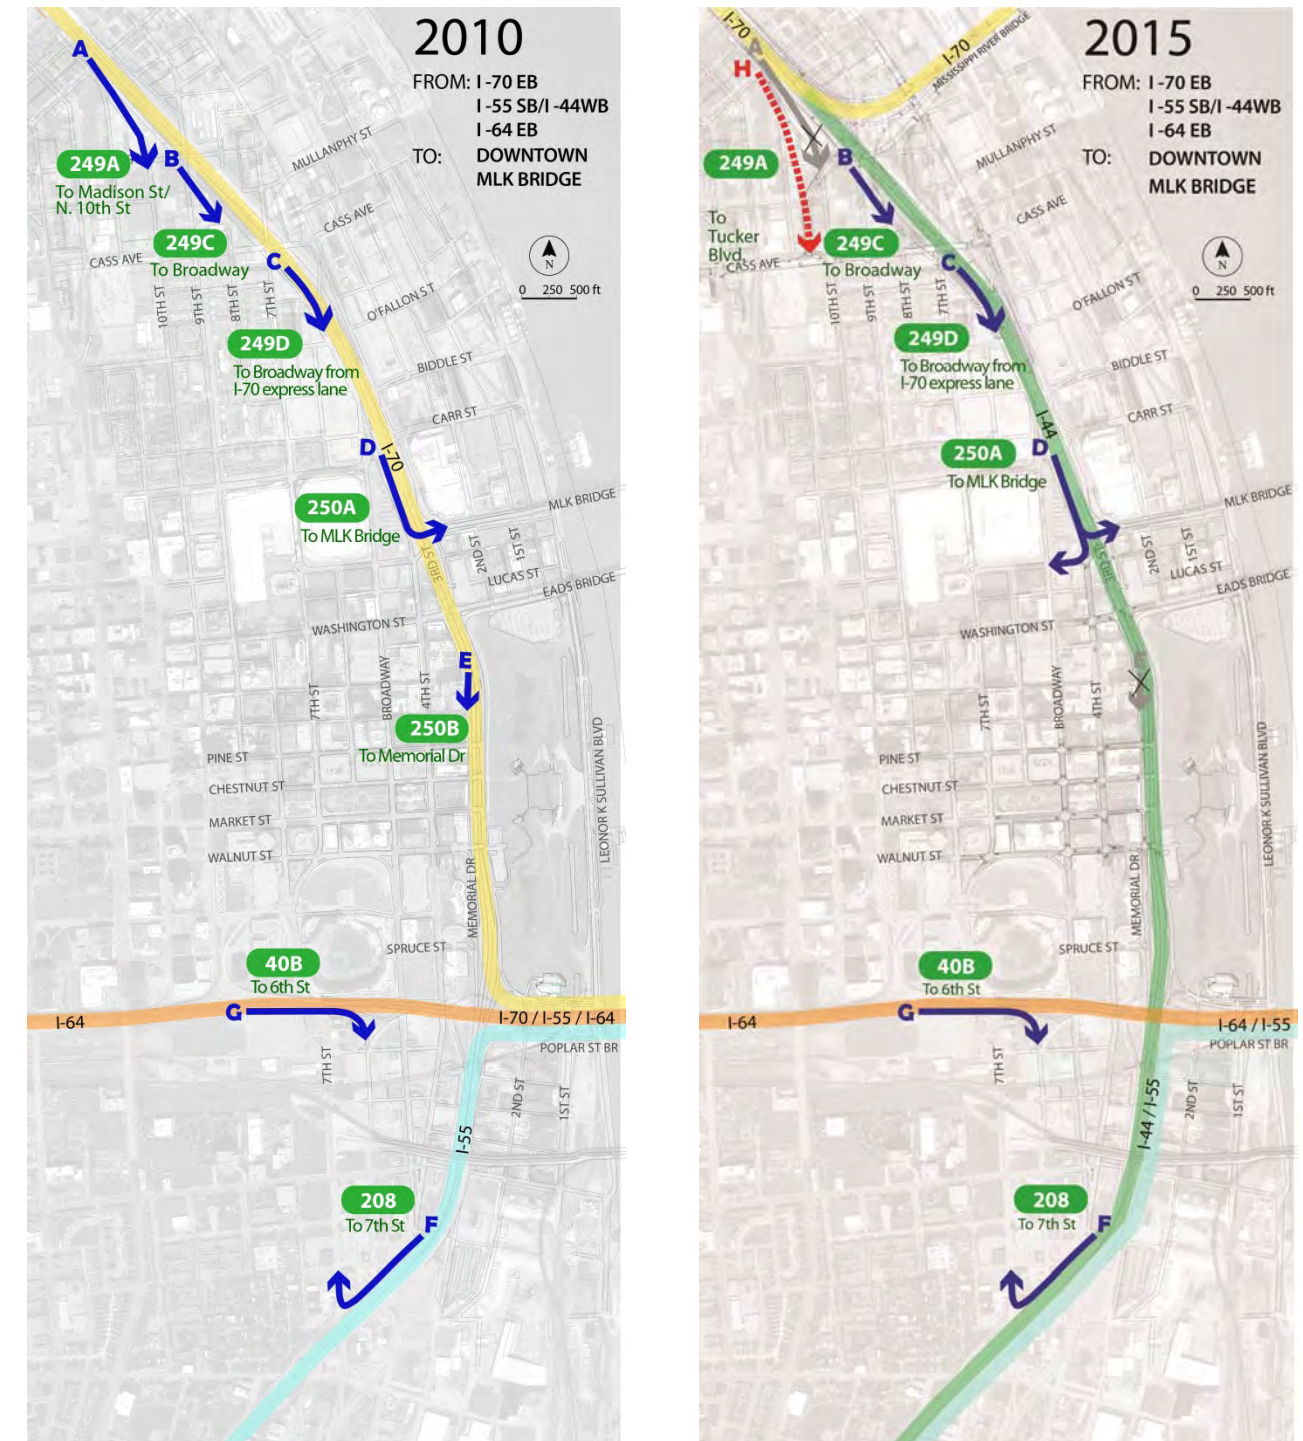 2010
FROM: I -70 EB
I -55 SB/I -44WB
I -64 EB
TO: DOWNTOWN
MLK BRIDGE
A
249A
To Madison St/
N. 10th St
B
MULLANPHY ST
CASS AVE
249C
To Broadway
CASS AVE
C
N
0 250 500 ft
10TH ST
9TH ST
8TH ST
7TH ST
O'FALLON ST
249D
To Broadway from
I-70 express lane
BIDDLE ST
CARR ST
D
I-70
250A
To MLK Bridge
MLK BRIDGE
3RD ST
2ND ST
1ST ST
LUCAS ST
EADS BRIDGE
WASHINGTON ST
E
7TH ST
BROADWAY
4TH ST
250B
To Memorial Dr
PINE ST
CHESTNUT ST
MARKET ST
WALNUT ST
MEMORIAL DR
LEONOR K SULLIVAN BLVD
SPRUCE ST
40B
To 6th St
G
I-64
I-70 / I-55 / I-64
POPLAR ST BR
7TH ST
2ND ST
1ST ST
I-55
208
To 7th St
F
2015
FROM: I -70 EB
I -55 SB/I -44WB
I -64 EB
TO: DOWNTOWN
MLK BRIDGE
I-70
I-70
MISSISSIPPI RIVER BRIDGE
A
H
249A
To
Tucker
Blvd
B
MULLANPHY ST
CASS AVE
249C
To Broadway
CASS AVE
C
N
0 250 500 ft
10TH ST
9TH ST
8TH ST
7TH ST
O'FALLON ST
249D
To Broadway from
I-70 express lane
BIDDLE ST
CARR ST
I-44
D
250A
To MLK Bridge
MLK BRIDGE
3RD ST
2ND ST
1ST ST
LUCAS ST
EADS BRIDGE
WASHINGTON ST
E
7TH ST
BROADWAY
4TH ST
PINE ST
CHESTNUT ST
MARKET ST
WALNUT ST
MEMORIAL DR
LEONOR K SULLIVAN BLVD
SPRUCE ST
40B
To 6th St
G
I-64
I-64 / I-55
POPLAR ST BR
7TH ST
2ND ST
1ST ST
I-44 / I-55
208
To 7th St
F